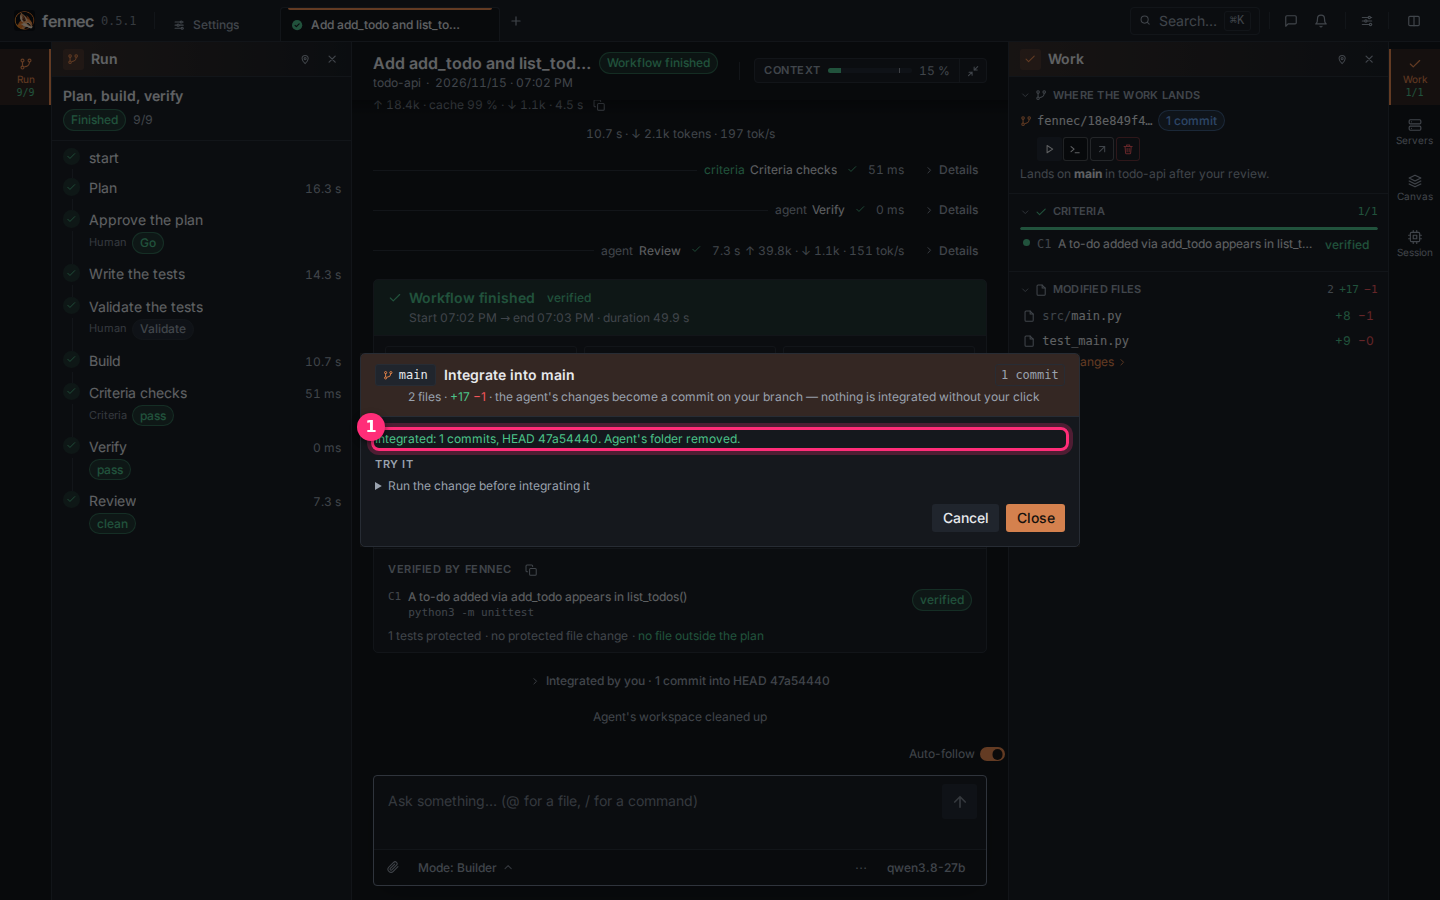 fennec 0.5.1
Settings
Add add_todo and list_to...
Search... ⌘K
Run
9/9
Run
Plan, build, verify
Finished 9/9
start
Plan 16.3 s
Approve the plan
Human Go
Write the tests 14.3 s
Validate the tests
Human Validate
Build 10.7 s
Criteria checks 51 ms
Criteria pass
Verify 0 ms
pass
Review 7.3 s
clean
Add add_todo and list_tod... Workflow finished
todo-api · 2026/11/15 · 07:02 PM
CONTEXT 15 %
↑ 18.4k · cache 99 % · ↓ 1.1k · 4.5 s
10.7 s · ↓ 2.1k tokens · 197 tok/s
criteria Criteria checks ✓ 51 ms Details
agent Verify ✓ 0 ms Details
agent Review ✓ 7.3 s ↑ 39.8k · ↓ 1.1k · 151 tok/s Details
Workflow finished verified
Start 07:02 PM → end 07:03 PM · duration 49.9 s
main Integrate into main 1 commit
2 files · +17 −1 · the agent's changes become a commit on your branch — nothing is integrated without your click
1
Integrated: 1 commits, HEAD 47a54440. Agent's folder removed.
TRY IT
Run the change before integrating it
Cancel Close
VERIFIED BY FENNEC
C1 A to-do added via add_todo appears in list_todos() verified
python3 -m unittest
1 tests protected · no protected file change · no file outside the plan
Integrated by you · 1 commit into HEAD 47a54440
Agent's workspace cleaned up
Auto-follow
Ask something... (@ for a file, / for a command)
Mode: Builder
··· qwen3.8-27b
Work
WHERE THE WORK LANDS
fennec/18e849f4… 1 commit
Lands on main in todo-api after your review.
CRITERIA 1/1
C1 A to-do added via add_todo appears in list_t... verified
MODIFIED FILES 2 +17 −1
src/main.py +8 −1
test_main.py +9 −0
Work
1/1
Servers
Canvas
Session